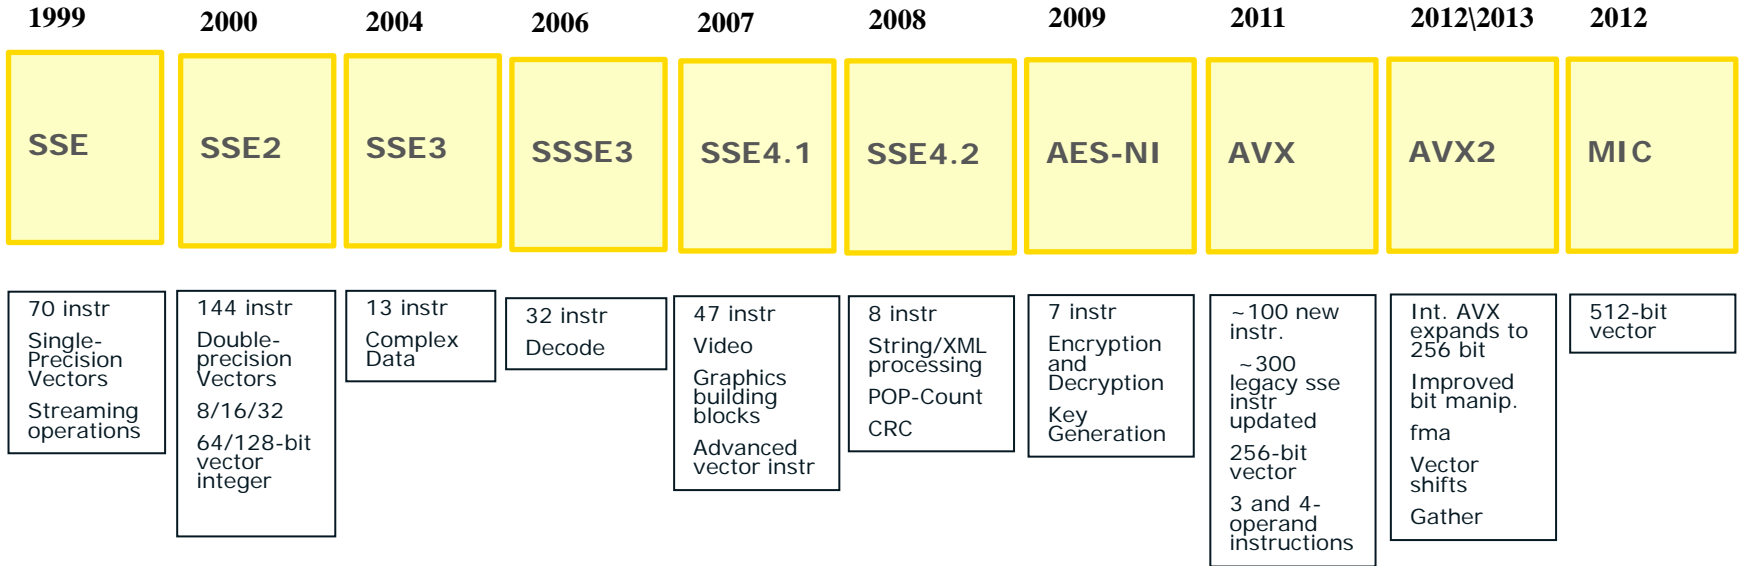 1999
2000
2004
2006
2007
2008
2009
2011
2012\2013
2012
SSE
SSE2
SSE3
SSSE3
SSE4.1
SSE4.2
AES-NI
AVX
AVX2
MIC
70 instr
Single-
Precision
Vectors
Streaming
operations
144 instr
Double-
precision
Vectors
8/16/32
64/128-bit
vector
integer
13 instr
Complex
Data
32 instr
Decode
47 instr
Video
Graphics
building
blocks
Advanced
vector instr
8 instr
String/XML
processing
POP-Count
CRC
7 instr
Encryption
and
Decryption
Key
Generation
~100 new
instr.
~300
legacy sse
instr
updated
256-bit
vector
3 and 4-
operand
instructions
Int. AVX
expands to
256 bit
Improved
bit manip.
fma
Vector
shifts
Gather
512-bit
vector